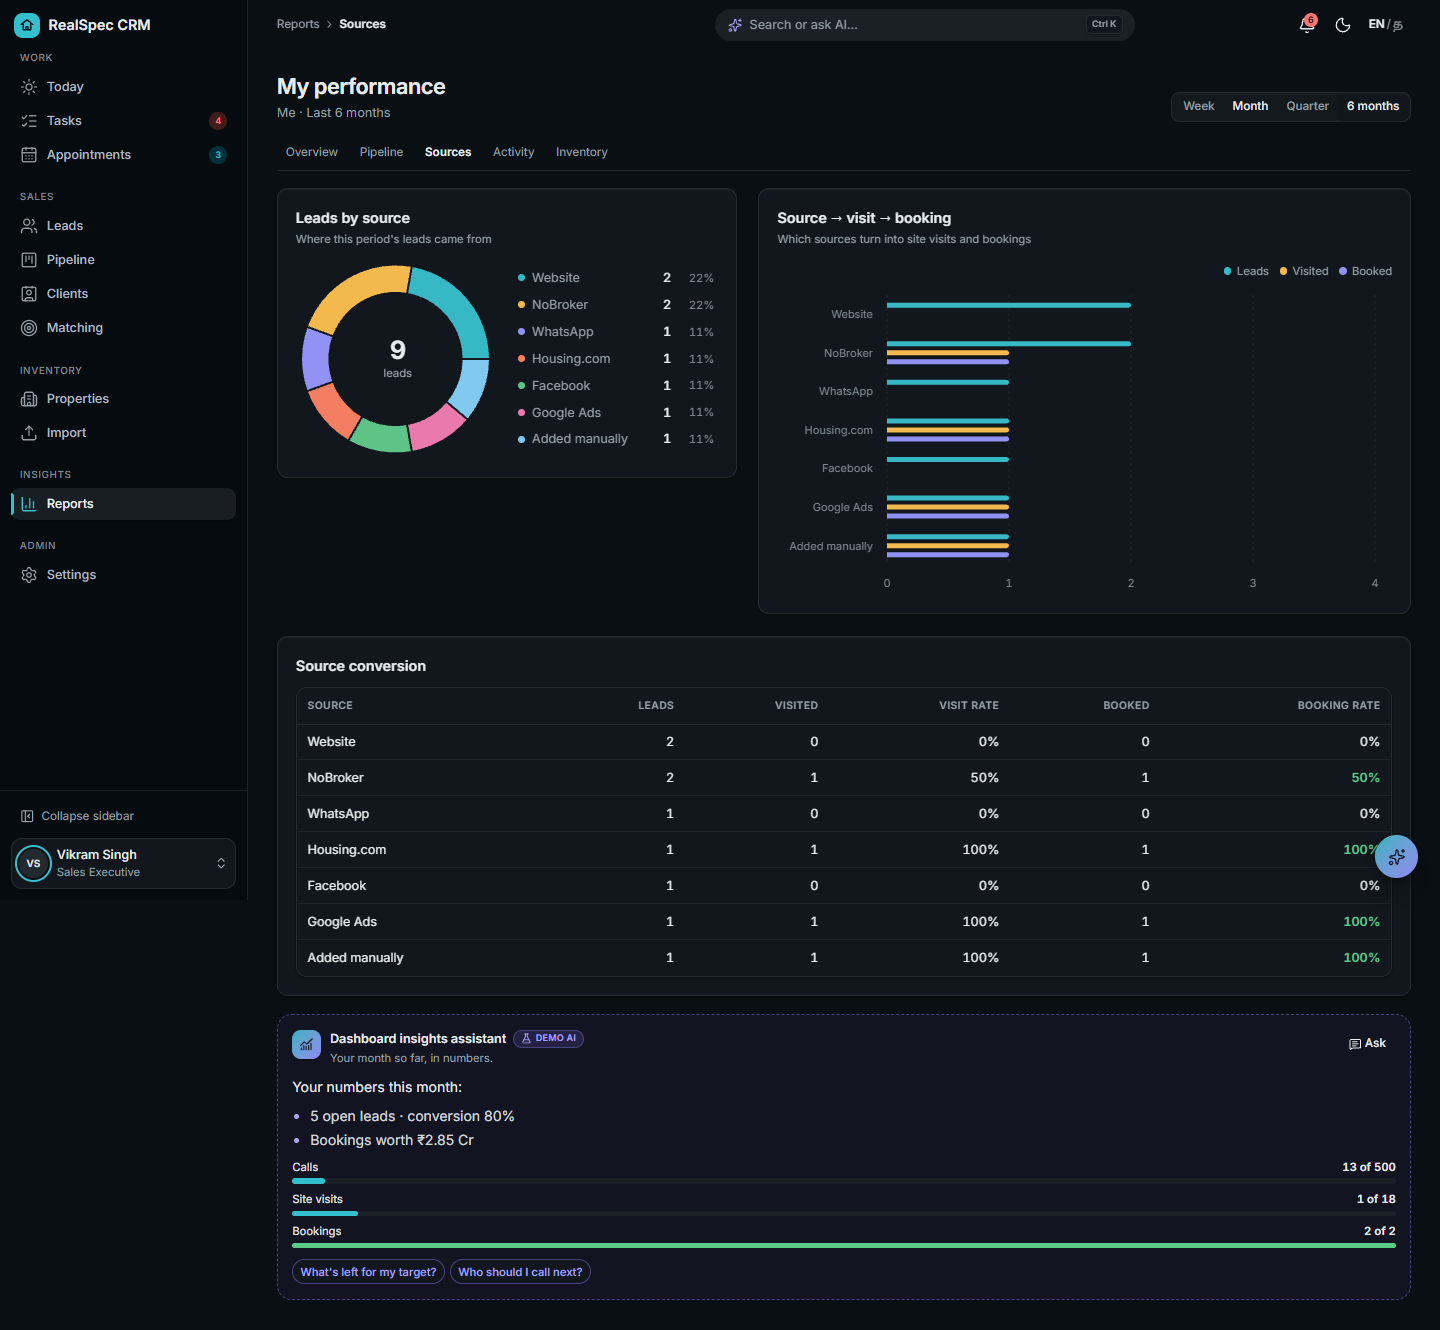 RealSpec CRM
WORK
Today
Tasks 4
Appointments 3
SALES
Leads
Pipeline
Clients
Matching
INVENTORY
Properties
Import
INSIGHTS
Reports
ADMIN
Settings
Collapse sidebar
VS
Vikram Singh
Sales Executive
Reports > Sources
Search or ask AI... Ctrl K
6
EN / த
My performance
Me · Last 6 months
Week Month Quarter 6 months
Overview Pipeline Sources Activity Inventory
Leads by source
Where this period's leads came from
9
leads
Website 2 22%
NoBroker 2 22%
WhatsApp 1 11%
Housing.com 1 11%
Facebook 1 11%
Google Ads 1 11%
Added manually 1 11%
Source → visit → booking
Which sources turn into site visits and bookings
Leads Visited Booked
Website
NoBroker
WhatsApp
Housing.com
Facebook
Google Ads
Added manually
0 1 2 3 4
Source conversion
SOURCE LEADS VISITED VISIT RATE BOOKED BOOKING RATE
Website 2 0 0% 0 0%
NoBroker 2 1 50% 1 50%
WhatsApp 1 0 0% 0 0%
Housing.com 1 1 100% 1 100%
Facebook 1 0 0% 0 0%
Google Ads 1 1 100% 1 100%
Added manually 1 1 100% 1 100%
Dashboard insights assistant DEMO AI
Your month so far, in numbers.
Ask
Your numbers this month:
• 5 open leads · conversion 80%
• Bookings worth ₹2.85 Cr
Calls 13 of 500
Site visits 1 of 18
Bookings 2 of 2
What's left for my target? Who should I call next?